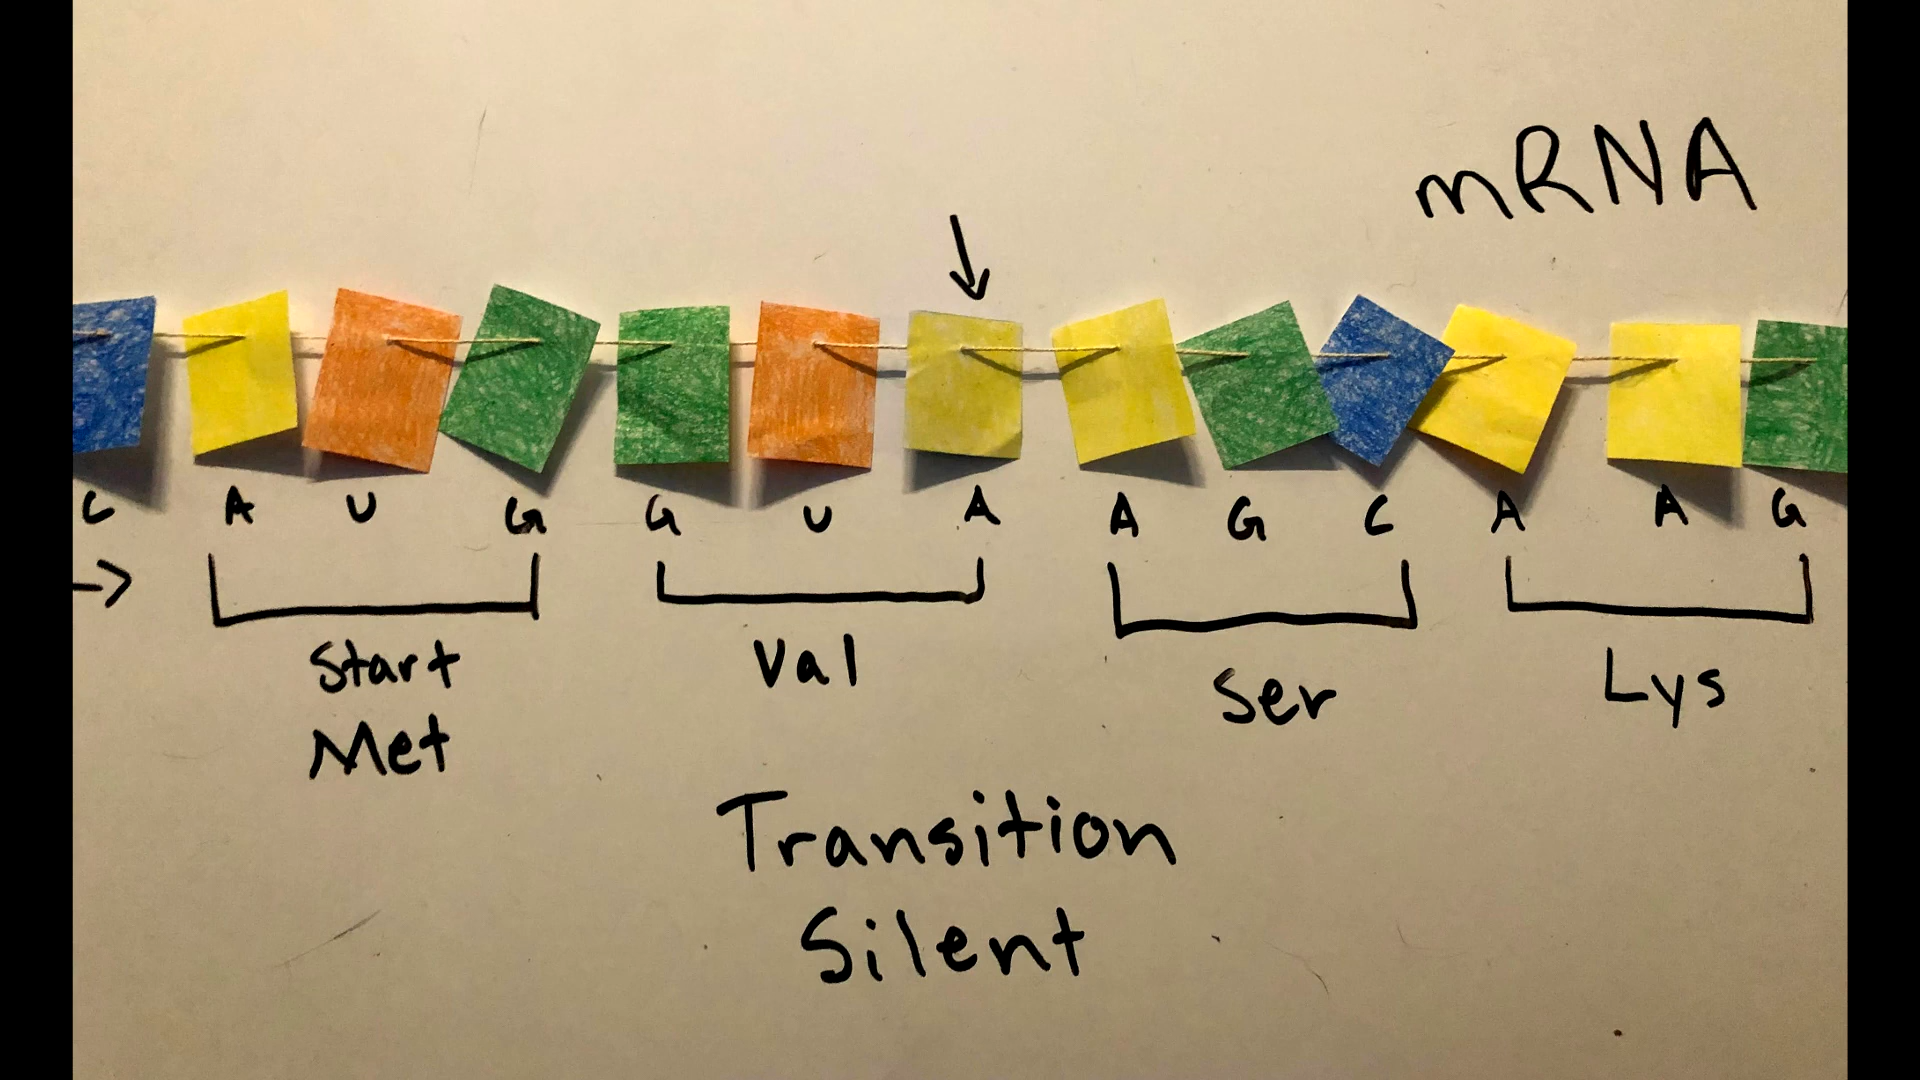 mRNA
C A U G G U A A G C A A G
Start Val Ser Lys
Met
Transition
Silent